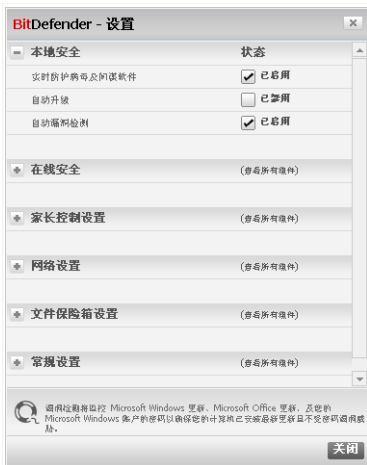 BitDefender - 设置
本地安全 状态
实时防护病毒及间谍软件 已启用
自动升级 已禁用
自动漏洞检测 已启用
在线安全 (查看所有组件)
家长控制设置 (查看所有组件)
网络设置 (查看所有组件)
文件保险箱设置 (查看所有组件)
常规设置 (查看所有组件)
漏洞检测将监控 Microsoft Windows 更新、Microsoft Office 更新、及您的
Microsoft Windows 账户的密码以确保您的计算机已安装最新更新且不受密码漏洞威
胁。
关闭